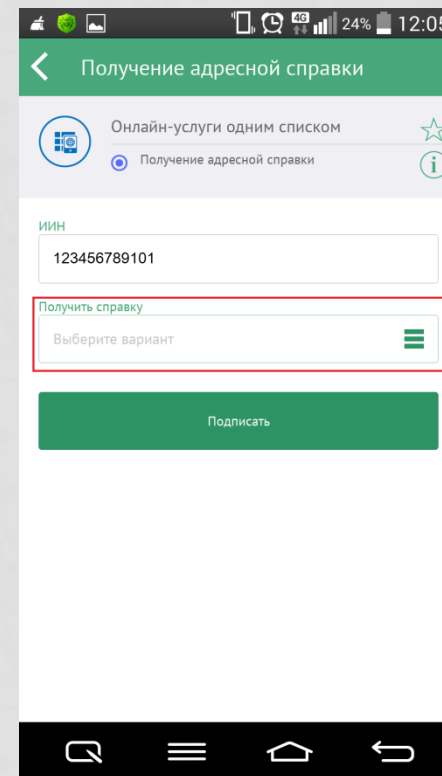 4G 24% 12:05
Получение адресной справки
Онлайн-услуги одним списком
Получение адресной справки
ИИН
123456789101
Получить справку
Выберите вариант
Подписать